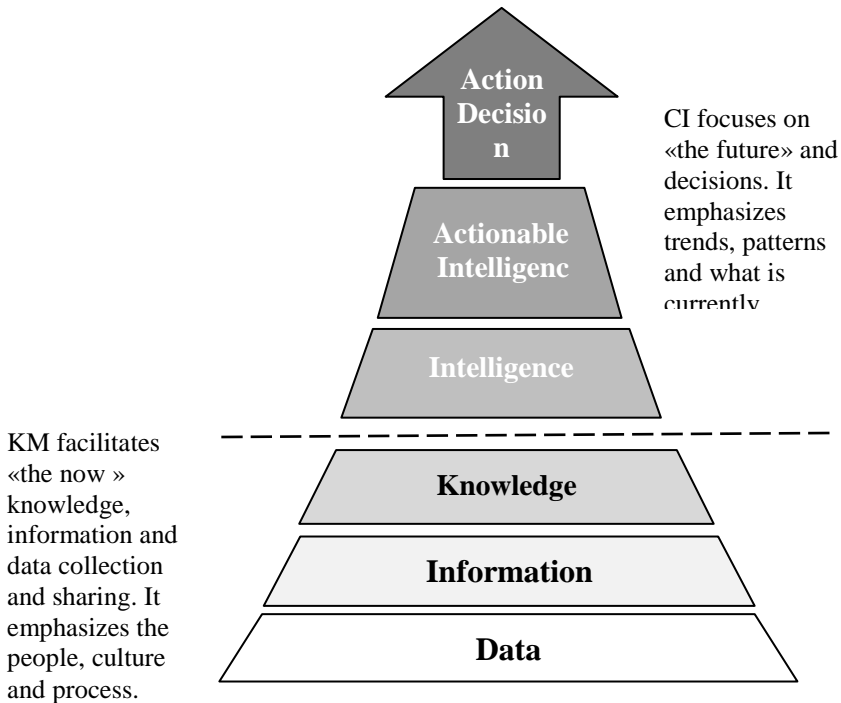 Action
Decisio
n
CI focuses on
«the future» and
decisions. It
emphasizes
trends, patterns
and what is
currently
Actionable
Intelligenc
Intelligence
KM facilitates
«the now »
knowledge,
information and
data collection
and sharing. It
emphasizes the
people, culture
and process.
Knowledge
Information
Data